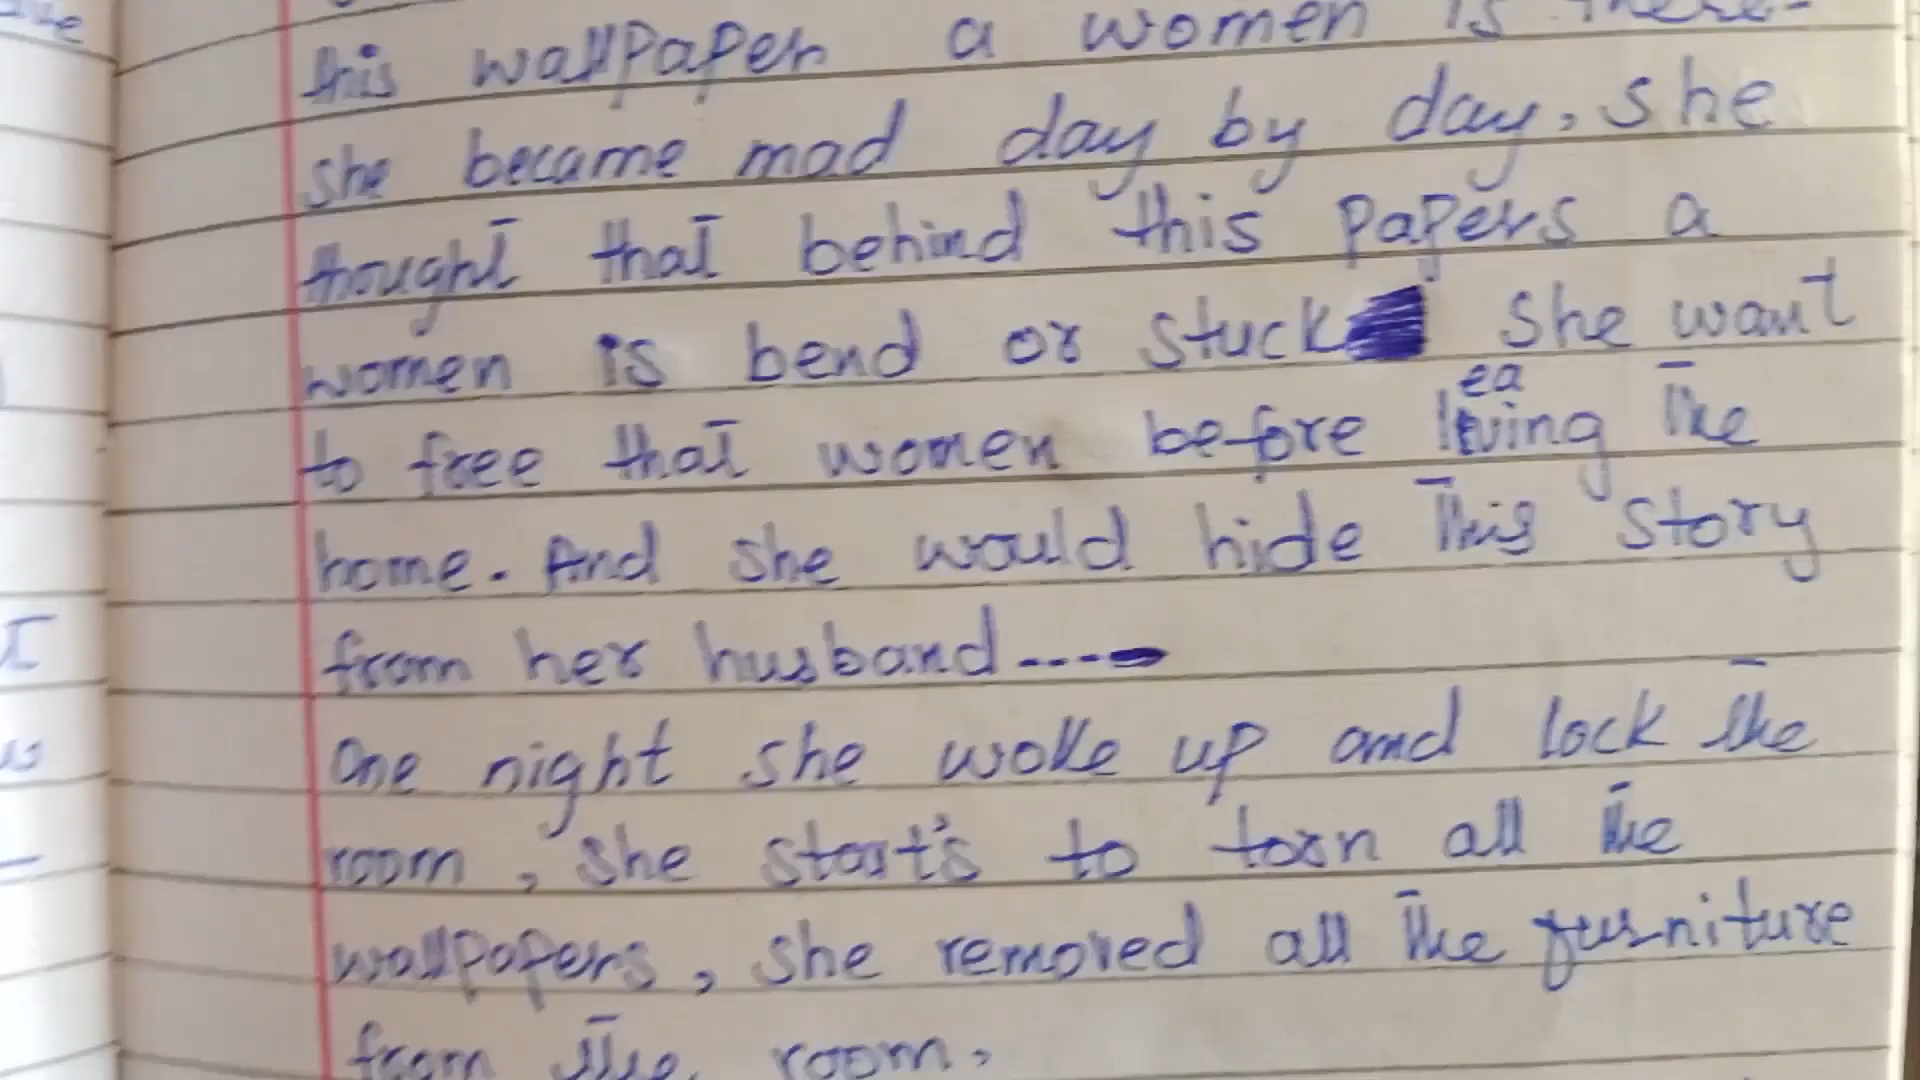 this wallpaper a women is there-
she became mad day by day, she
thought that behind this papers a
women is bend or stuck she want
to free that women before leaving the
home. And she would hide this story
from her husband----
One night she woke up and lock the
room, she start's to torn all the
wallpapers, she removed all the furniture
from the room,